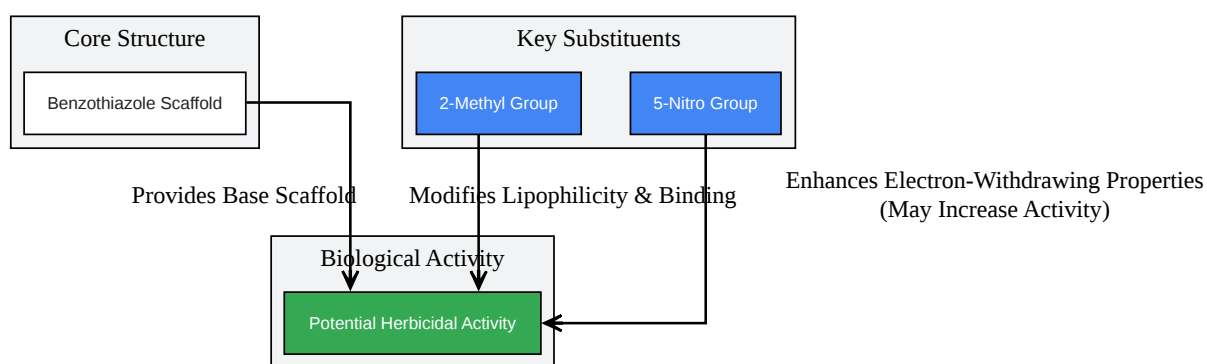 Core Structure
Key Substituents
Benzothiazole Scaffold
2-Methyl Group
5-Nitro Group
Provides Base Scaffold
Modifies Lipophilicity & Binding
Enhances Electron-Withdrawing Properties
(May Increase Activity)
Biological Activity
Potential Herbicidal Activity